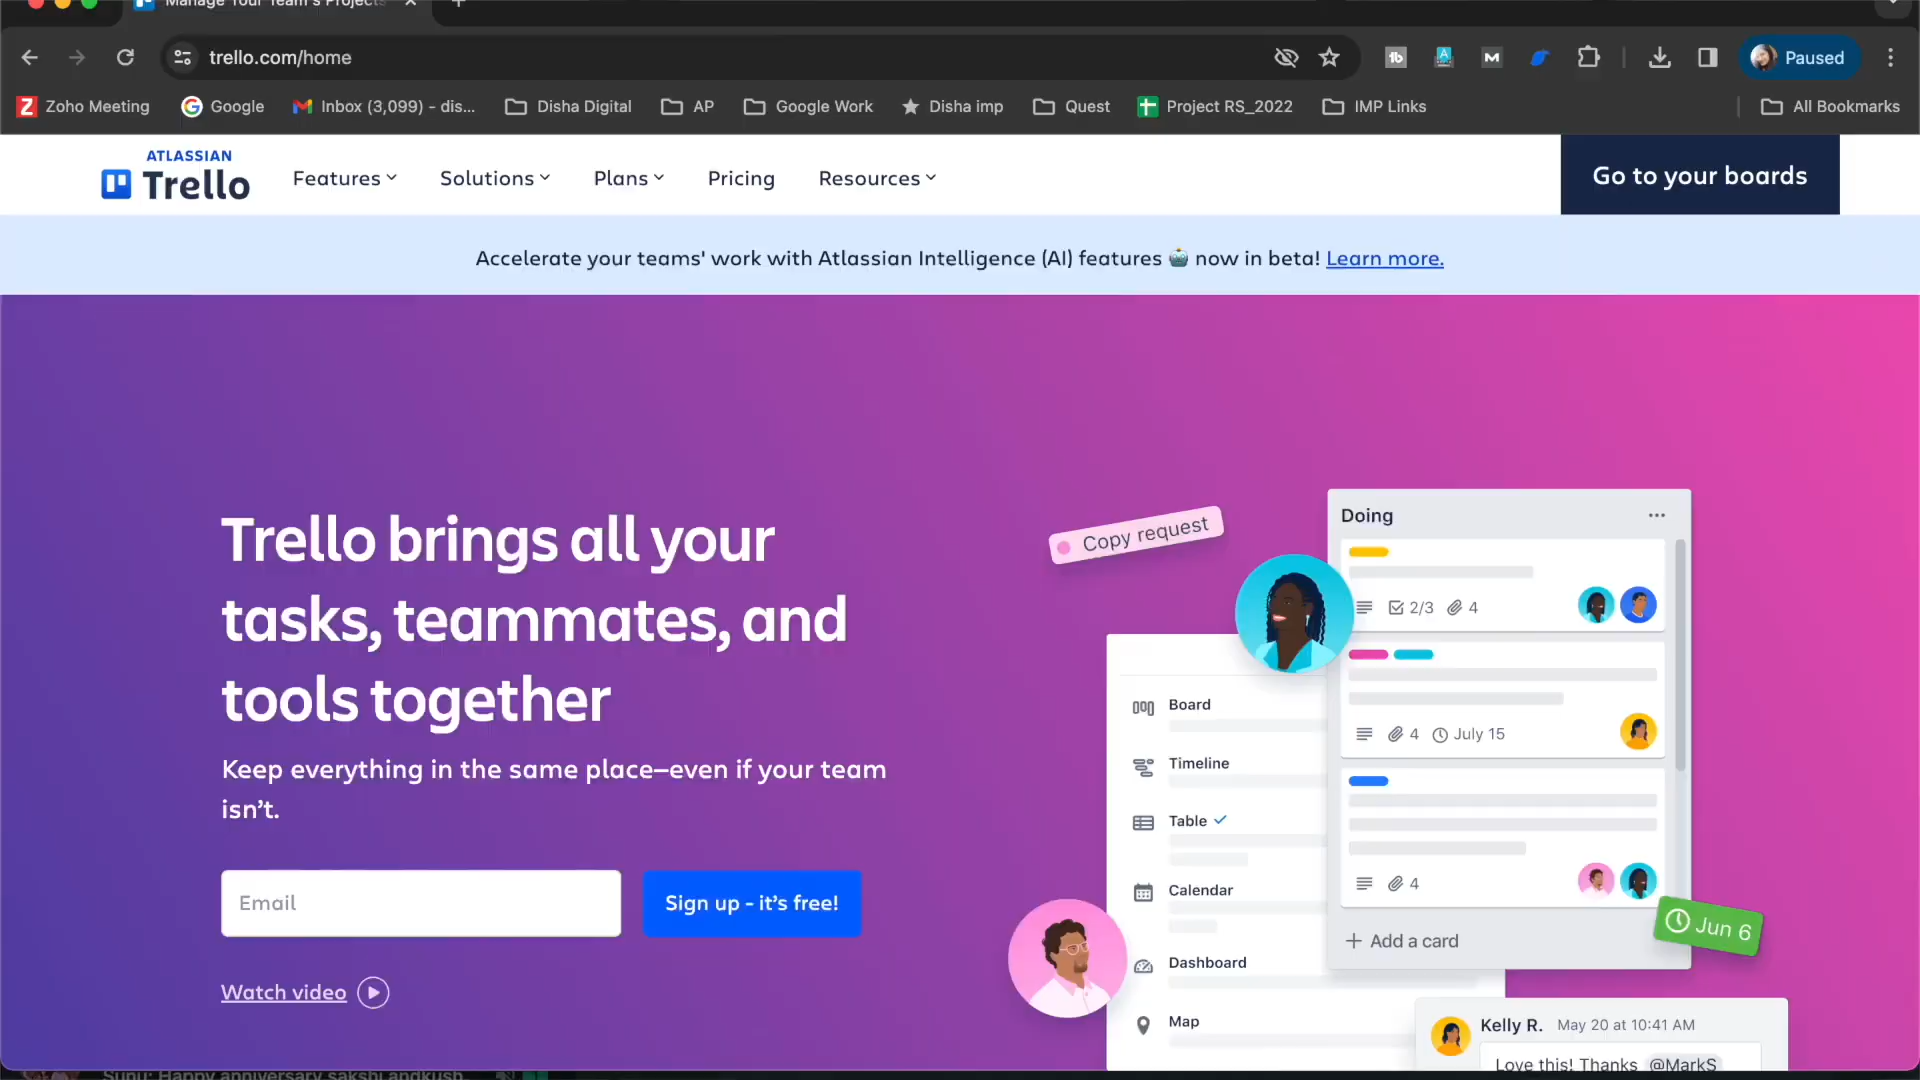 Manage Your Team's Projects
trello.com/home
Paused
Zoho Meeting
Google
Inbox (3,099) - dis...
Disha Digital
AP
Google Work
Disha imp
Quest
Project RS_2022
IMP Links
All Bookmarks
ATLASSIAN
Trello
Features
Solutions
Plans
Pricing
Resources
Go to your boards
Accelerate your teams' work with Atlassian Intelligence (AI) features 🤖 now in beta! Learn more.
Trello brings all your
tasks, teammates, and
tools together
Keep everything in the same place—even if your team
isn’t.
Email
Sign up - it’s free!
Watch video
Copy request
Doing
2/3
4
4
July 15
4
Add a card
Jun 6
Board
Timeline
Table
Calendar
Dashboard
Map
Kelly R. May 20 at 10:41 AM
Love this! Thanks @MarkS